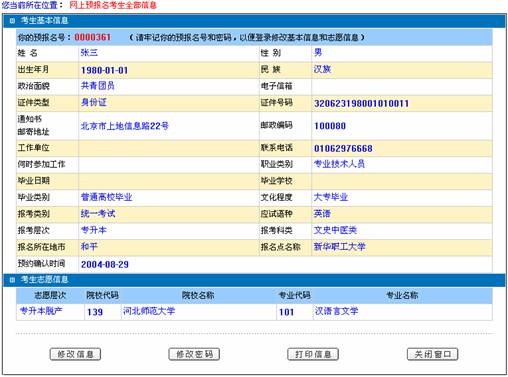 您当前所在位置： 网上预报名考生全部信息
考生基本信息
你的预报名号：0000361 （请牢记你的预报名号和密码，以便登录修改基本信息和志愿信息）
姓 名 张三 性 别 男
出生年月 1980-01-01 民 族 汉族
政治面貌 共青团员 电子信箱
证件类型 身份证 证件号码 320623198001010011
通知书
邮寄地址 北京市上地信息路22号 邮政编码 100080
工作单位 联系电话 01062976668
何时参加工作 职业类别 专业技术人员
毕业日期 毕业学校
毕业类别 普通高校毕业 文化程度 大专毕业
报考类别 统一考试 应试语种 英语
报考层次 专升本 报考科类 文史中医类
报名所在地市 和平 报名点名称 新华职工大学
预约确认时间 2004-08-29
考生志愿信息
志愿层次 院校代码 院校名称 专业代码 专业名称
专升本脱产 139 河北师范大学 101 汉语言文学
修改信息 修改密码 打印信息 关闭窗口